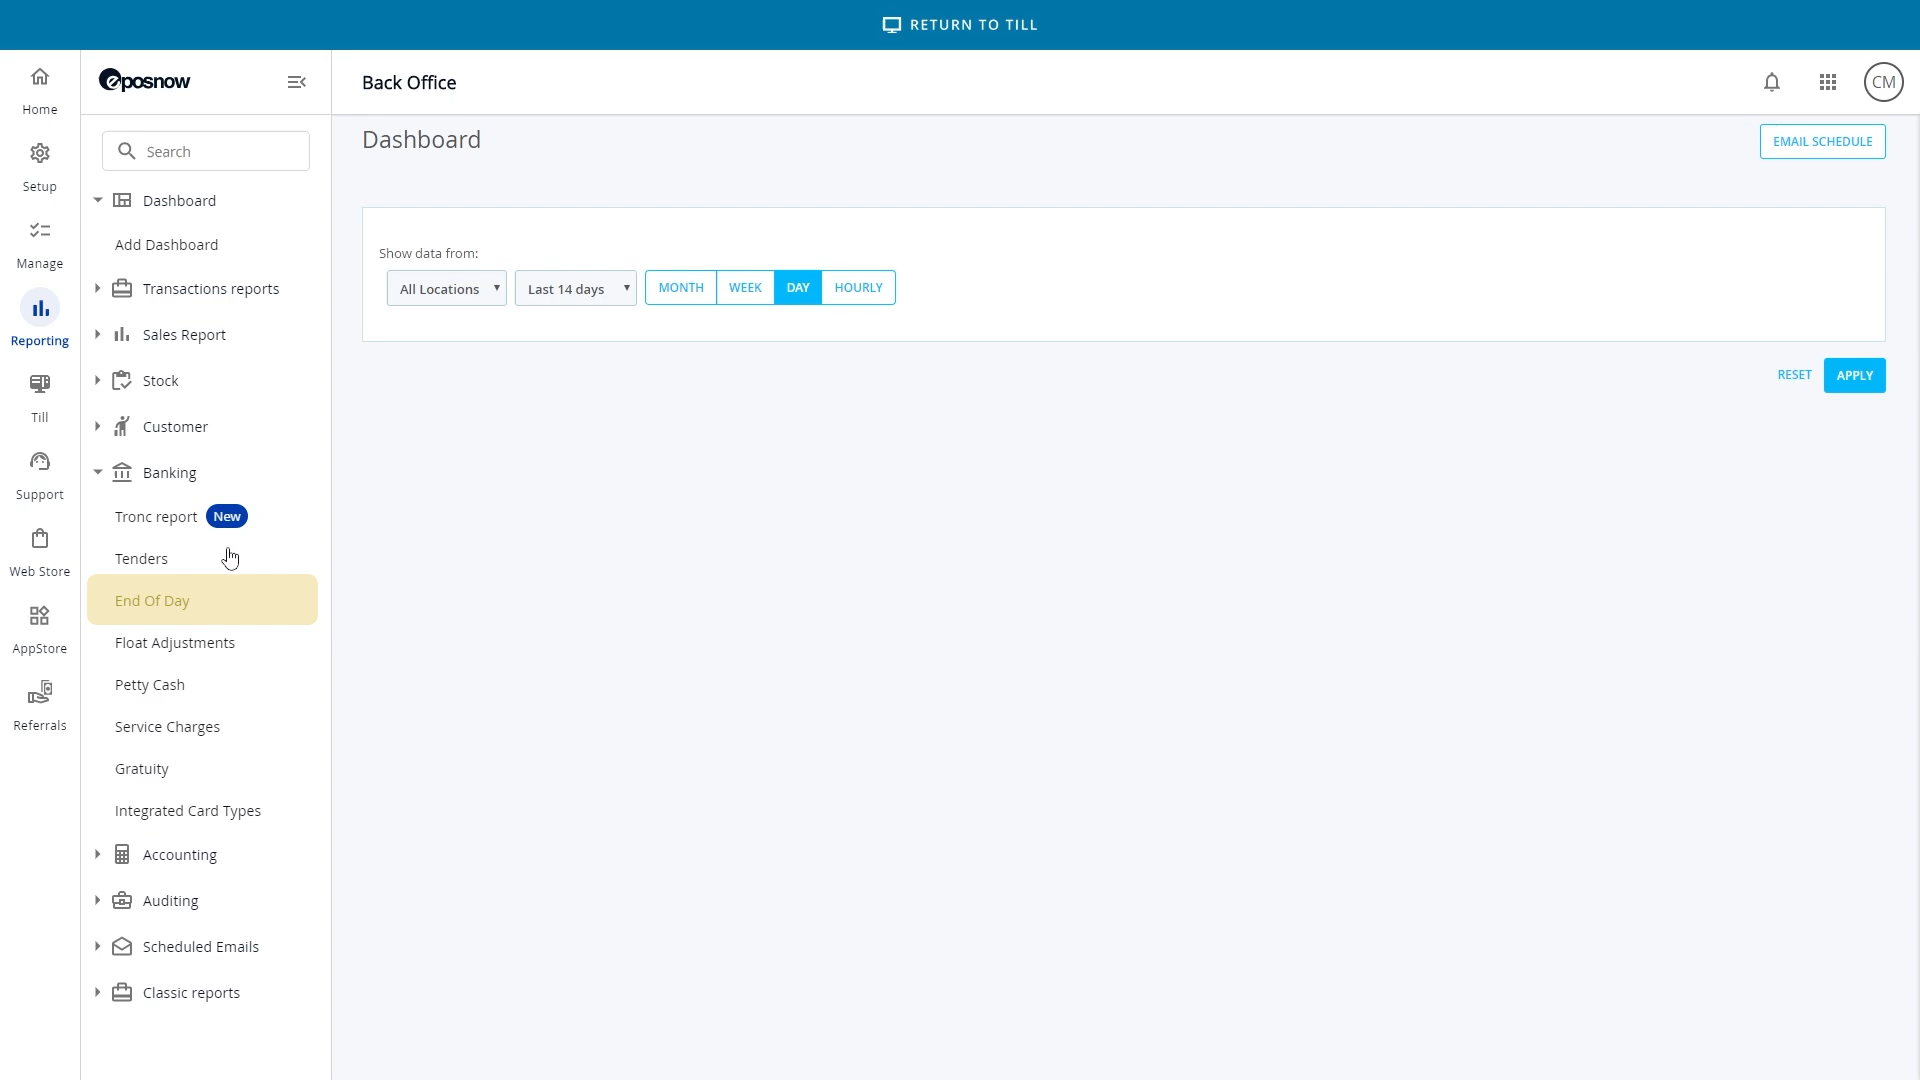 RETURN TO TILL
Home
Setup
Manage
Reporting
Till
Support
Web Store
AppStore
Referrals
eposnow
Search
Dashboard
Add Dashboard
Transactions reports
Sales Report
Stock
Customer
Banking
Tronc report New
Tenders
End Of Day
Float Adjustments
Petty Cash
Service Charges
Gratuity
Integrated Card Types
Accounting
Auditing
Scheduled Emails
Classic reports
Back Office
CM
Dashboard
EMAIL SCHEDULE
Show data from:
All Locations Last 14 days MONTH WEEK DAY HOURLY
RESET APPLY